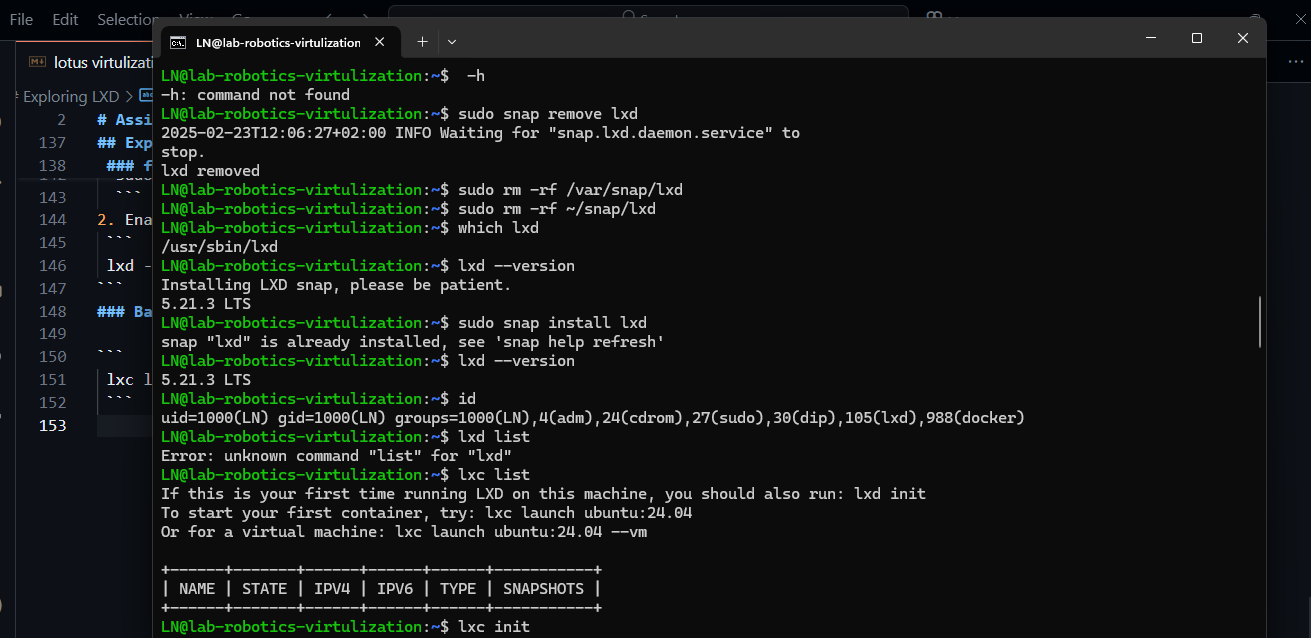 File Edit Selection View Go
LN@lab-robotics-virtulization
lotus virtulizati
Exploring LXD >
2 # Assi
137 ## Exp
138 ### f
143 ```
144 2. Ena
145 ```
146 lxd -
147 ```
148 ### Ba
149
150 ```
151 lxc l
152 ```
153
LN@lab-robotics-virtulization:~$  -h
-h: command not found
LN@lab-robotics-virtulization:~$ sudo snap remove lxd
2025-02-23T12:06:27+02:00 INFO Waiting for "snap.lxd.daemon.service" to
stop.
lxd removed
LN@lab-robotics-virtulization:~$ sudo rm -rf /var/snap/lxd
LN@lab-robotics-virtulization:~$ sudo rm -rf ~/snap/lxd
LN@lab-robotics-virtulization:~$ which lxd
/usr/sbin/lxd
LN@lab-robotics-virtulization:~$ lxd --version
Installing LXD snap, please be patient.
5.21.3 LTS
LN@lab-robotics-virtulization:~$ sudo snap install lxd
snap "lxd" is already installed, see 'snap help refresh'
LN@lab-robotics-virtulization:~$ lxd --version
5.21.3 LTS
LN@lab-robotics-virtulization:~$ id
uid=1000(LN) gid=1000(LN) groups=1000(LN),4(adm),24(cdrom),27(sudo),30(dip),105(lxd),988(docker)
LN@lab-robotics-virtulization:~$ lxd list
Error: unknown command "list" for "lxd"
LN@lab-robotics-virtulization:~$ lxc list
If this is your first time running LXD on this machine, you should also run: lxd init
To start your first container, try: lxc launch ubuntu:24.04
Or for a virtual machine: lxc launch ubuntu:24.04 --vm
+------+-------+------+------+------+-----------+
| NAME | STATE | IPV4 | IPV6 | TYPE | SNAPSHOTS |
+------+-------+------+------+------+-----------+
LN@lab-robotics-virtulization:~$ lxc init